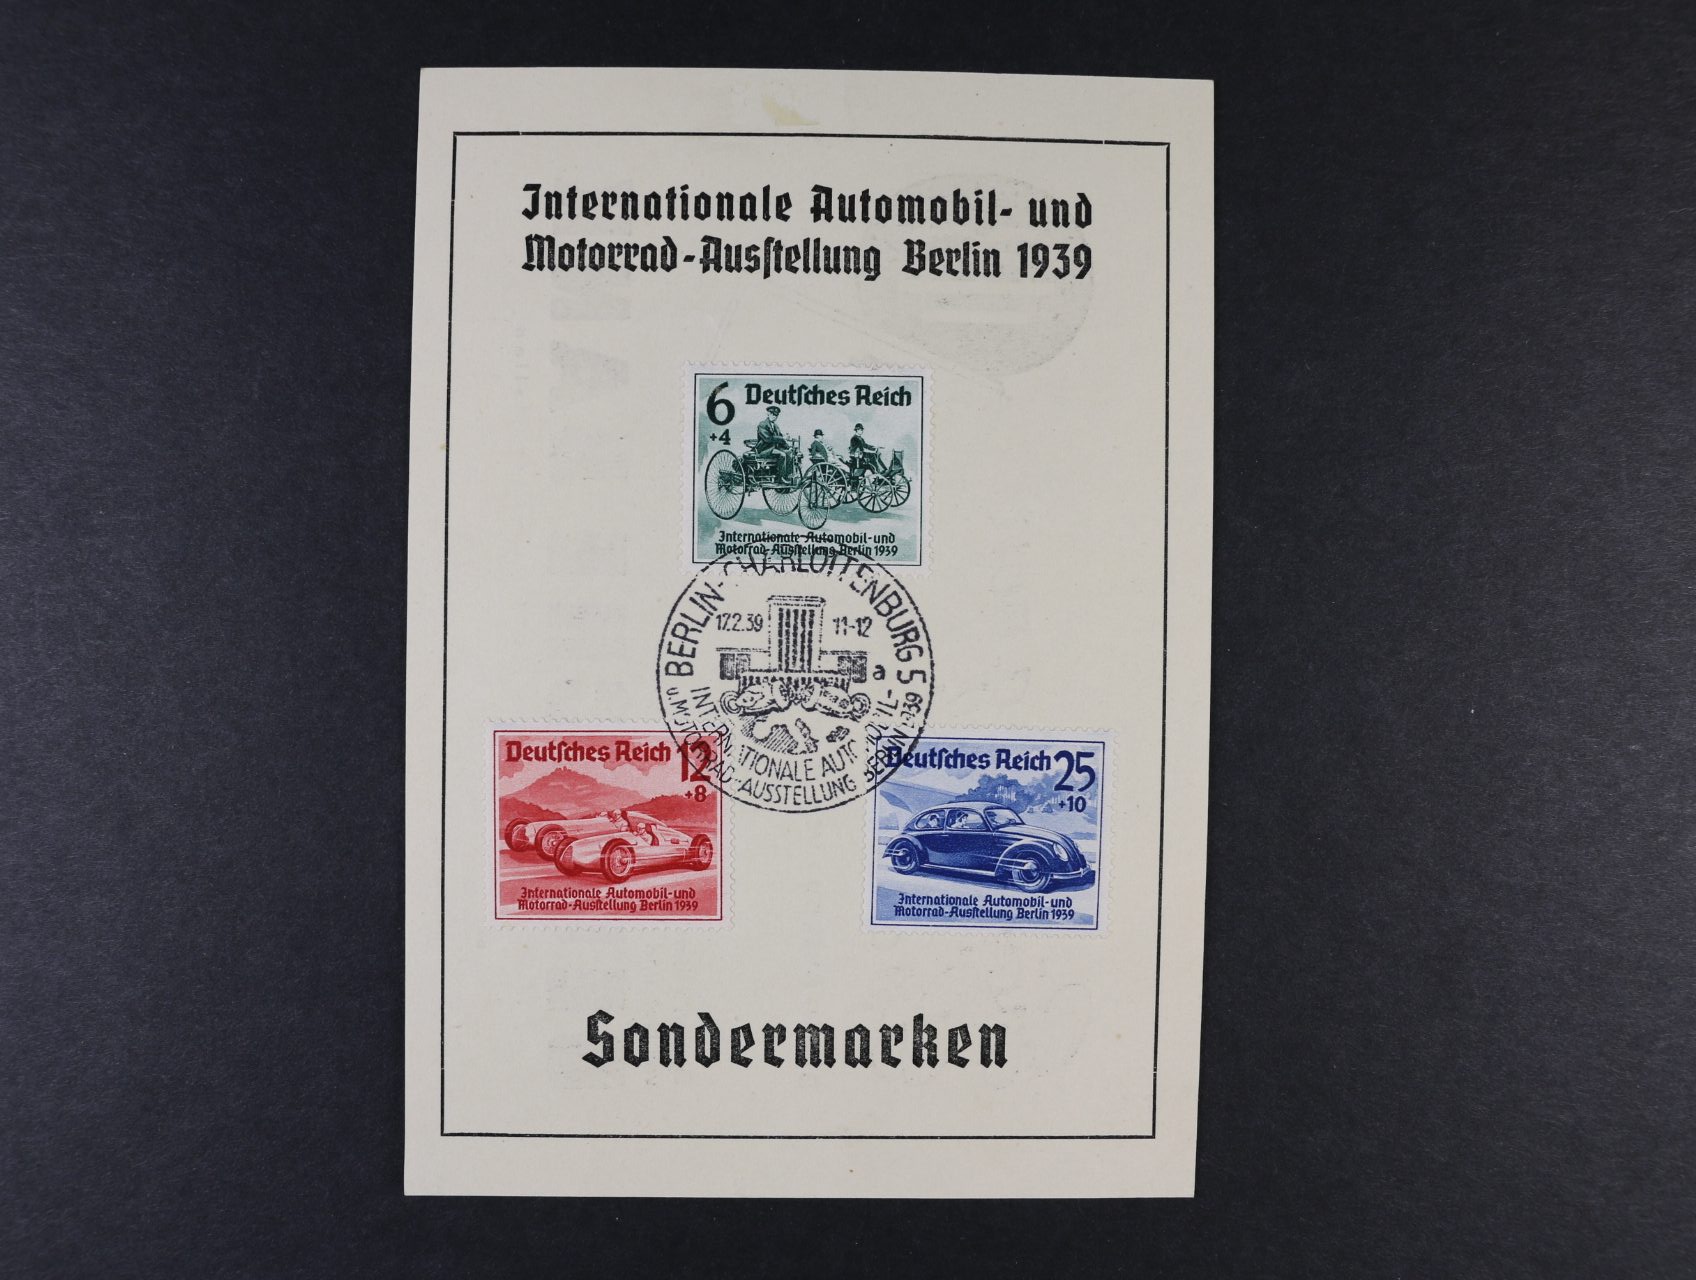 Internationale Automobil- und
Motorrad-Ausſtellung Berlin 1939
6 Deutſches Reich
+4
Internationale Automobil-und
Motorrad-Ausſtellung Berlin 1939
BERLIN-CHARLOTTENBURG 5
17.2.39 11-12
a
INTERNATIONALE AUTOMOBIL-
u. MOTORRAD-AUSSTELLUNG BERLIN 1939
Deutſches Reich 12
+8
Internationale Automobil-und
Motorrad-Ausſtellung Berlin 1939
Deutſches Reich 25
+10
Internationale Automobil-und
Motorrad-Ausſtellung Berlin 1939
Sondermarken